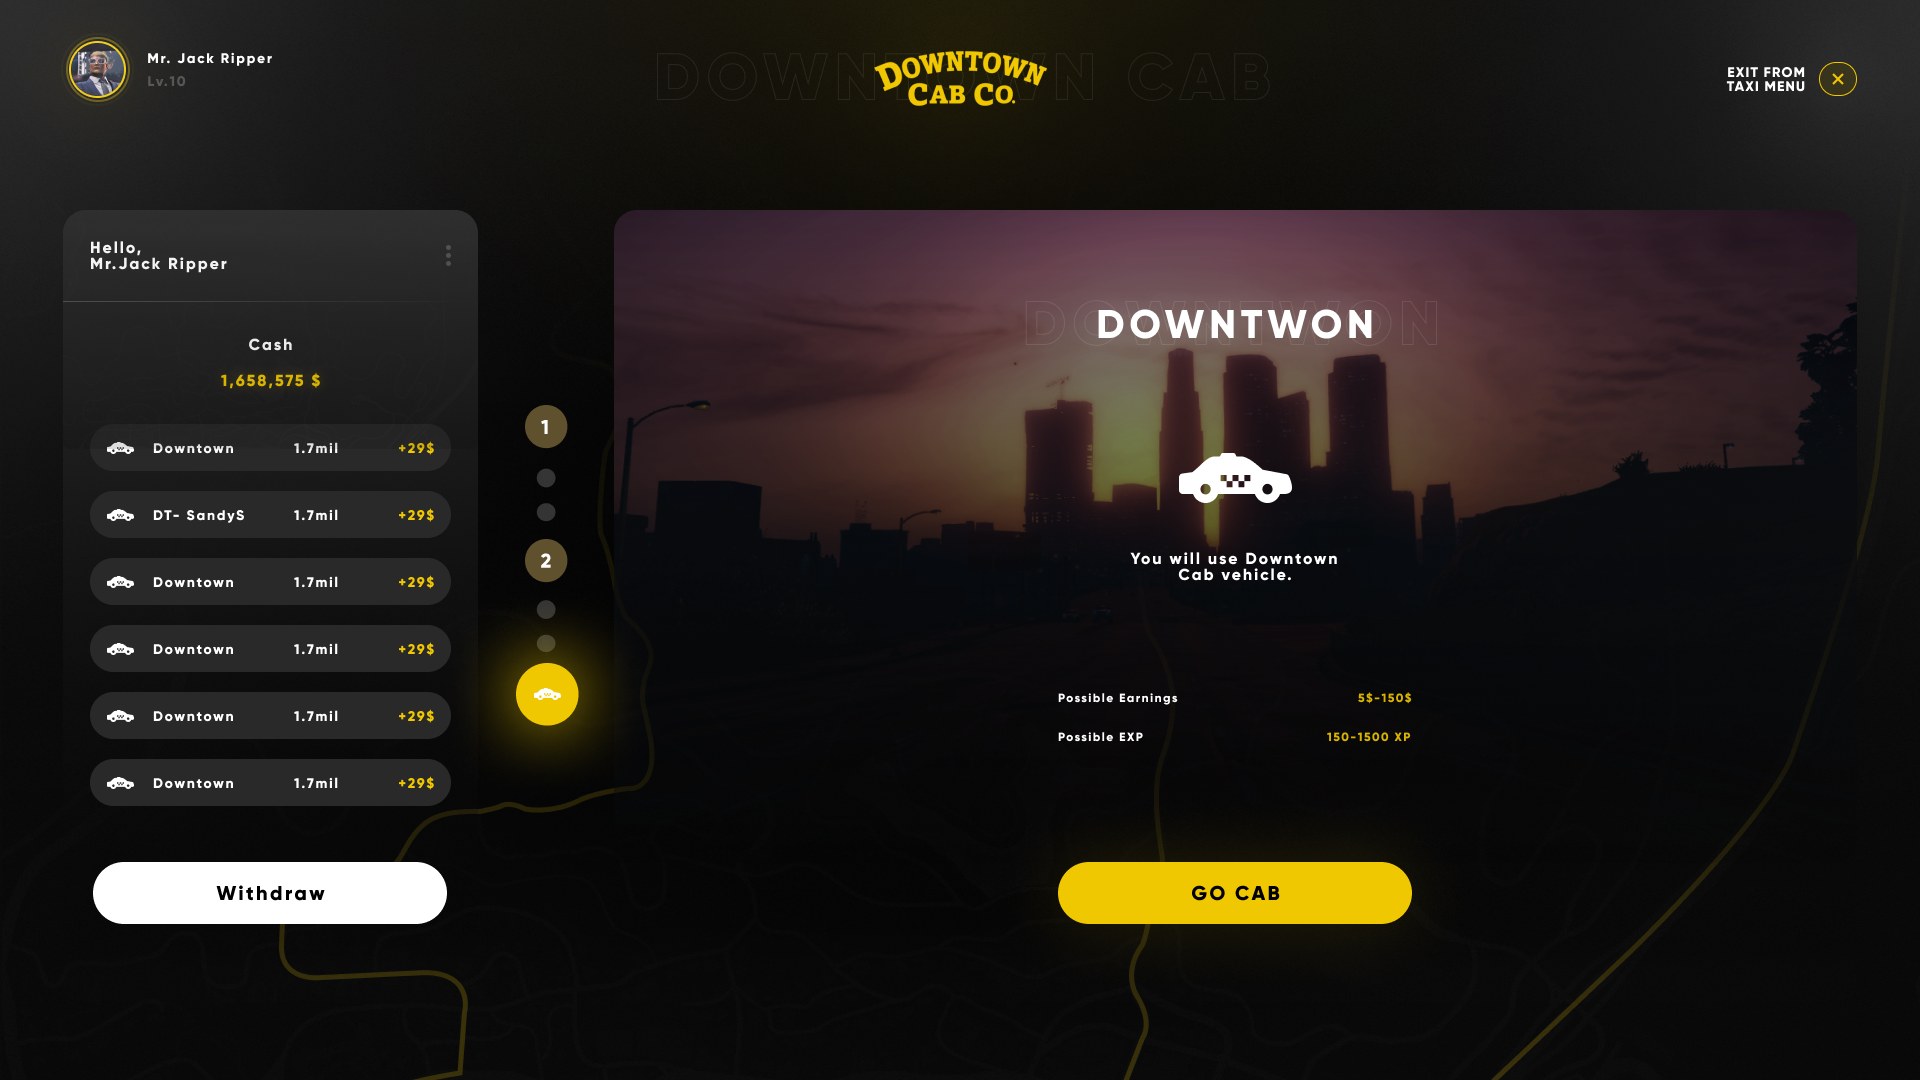 Mr. Jack Ripper
Lv.10
DOWNTOWN CAB
DOWNTOWN
CAB CO.
EXIT FROM
TAXI MENU
Hello,
Mr.Jack Ripper
Cash
1,658,575 $
Downtown 1.7mil +29$
DT- SandyS 1.7mil +29$
Downtown 1.7mil +29$
Downtown 1.7mil +29$
Downtown 1.7mil +29$
Downtown 1.7mil +29$
Withdraw
1
2
DOWNTWON
DOWNTWON
You will use Downtown
Cab vehicle.
Possible Earnings 5$-150$
Possible EXP 150-1500 XP
GO CAB